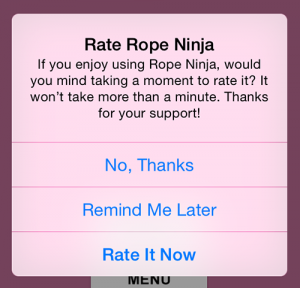 Rate Rope Ninja
If you enjoy using Rope Ninja, would
you mind taking a moment to rate it? It
won't take more than a minute. Thanks
for your support!
No, Thanks
Remind Me Later
Rate It Now
MENU